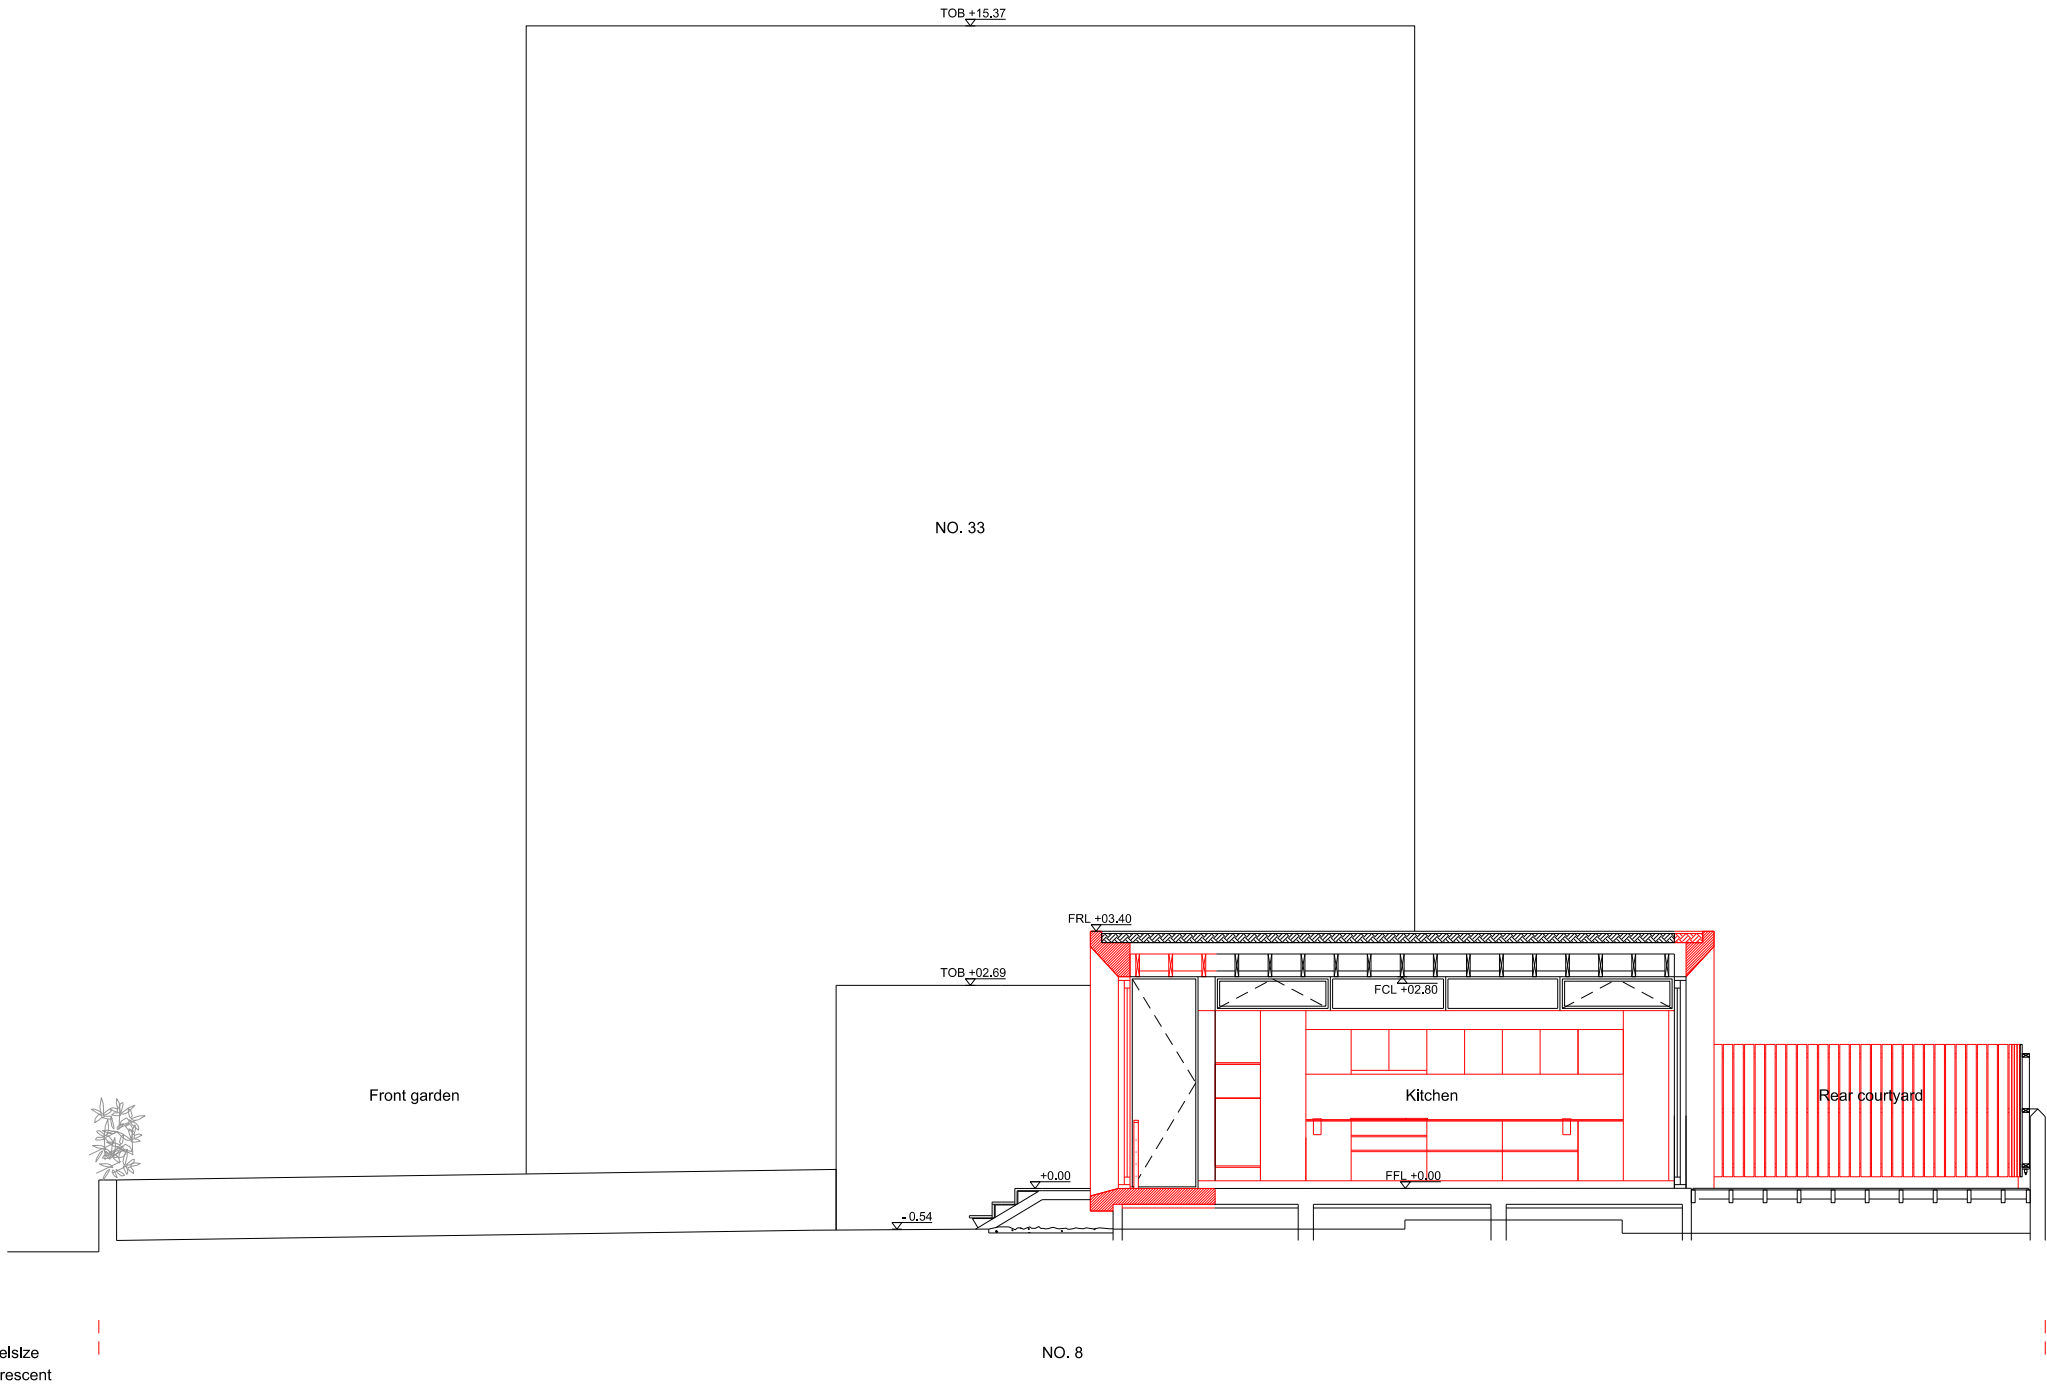 TOB +15.37
NO. 33
FRL +03.40
TOB +02.69
FCL +02.80
Front garden
Kitchen
Rear courtyard
+0.00
FFL +0.00
- 0.54
elsize
NO. 8
rescent